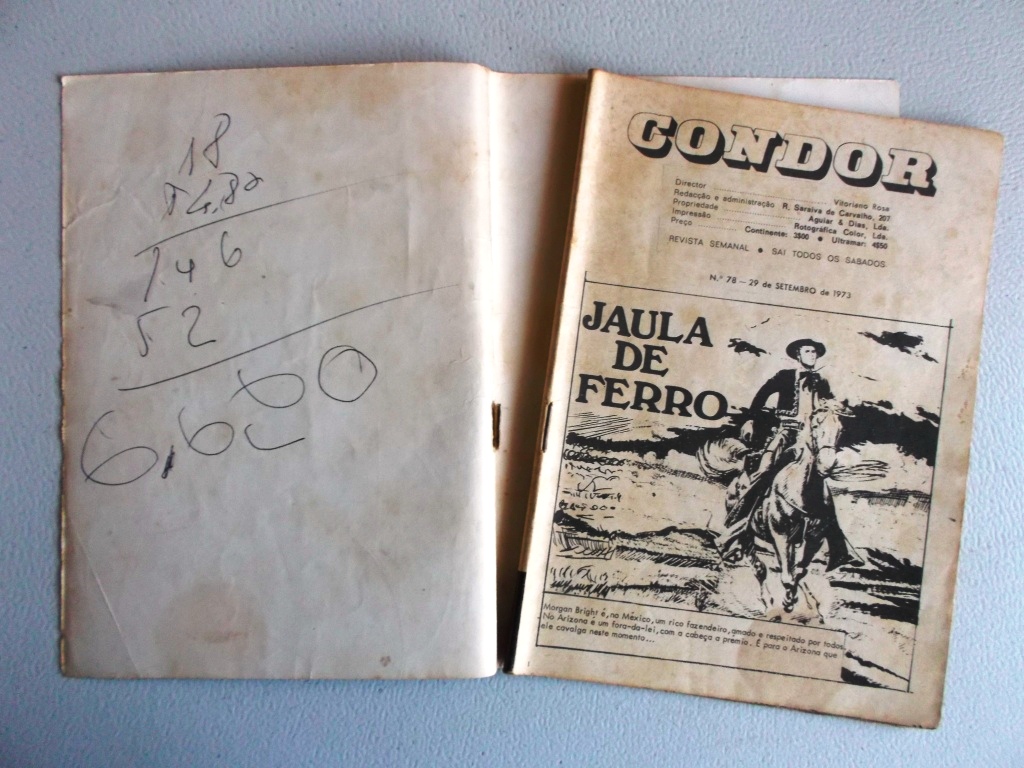 18
146
52
CONDOR
Director Vitoriano Rosa
Redacção e administração R. Saraiva de Carvalho, 207
Propriedade Aguiar & Dias, Lda.
Impressão Rotográfica Color, Lda.
Preço Continente: 3$00 ● Ultramar: 4$50
REVISTA SEMANAL ● SAI TODOS OS SABADOS
N.º 78 — 29 de SETEMBRO de 1973
JAULA
DE
FERRO
Morgan Bright é, no México, um rico fazendeiro, amado e respeitado por todos.
No Arizona é um fora-da-lei, com a cabeça a premio. É para o Arizona que
ele cavalga neste momento...